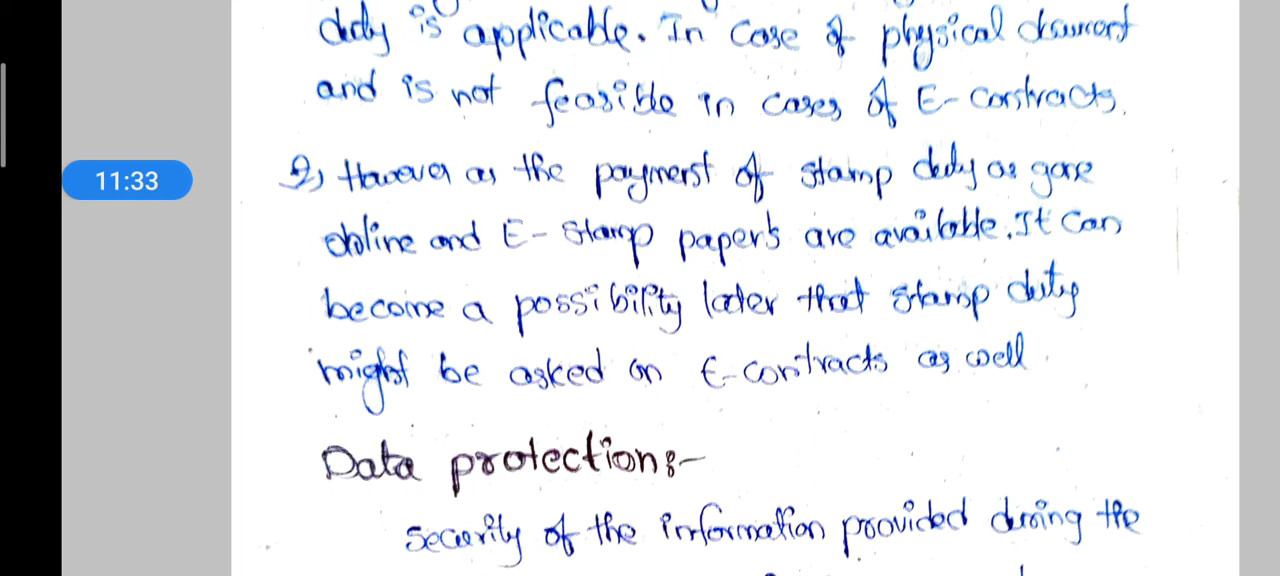 duty is applicable. In case of physical document
and is not feasible in cases of E-contracts.
11:33
2) However as the payment of stamp duty as gone
online and E-stamp papers are available. It can
become a possibility later that stamp duty
might be asked on E-contracts as well.
Data protection:-
Security of the information provided during the